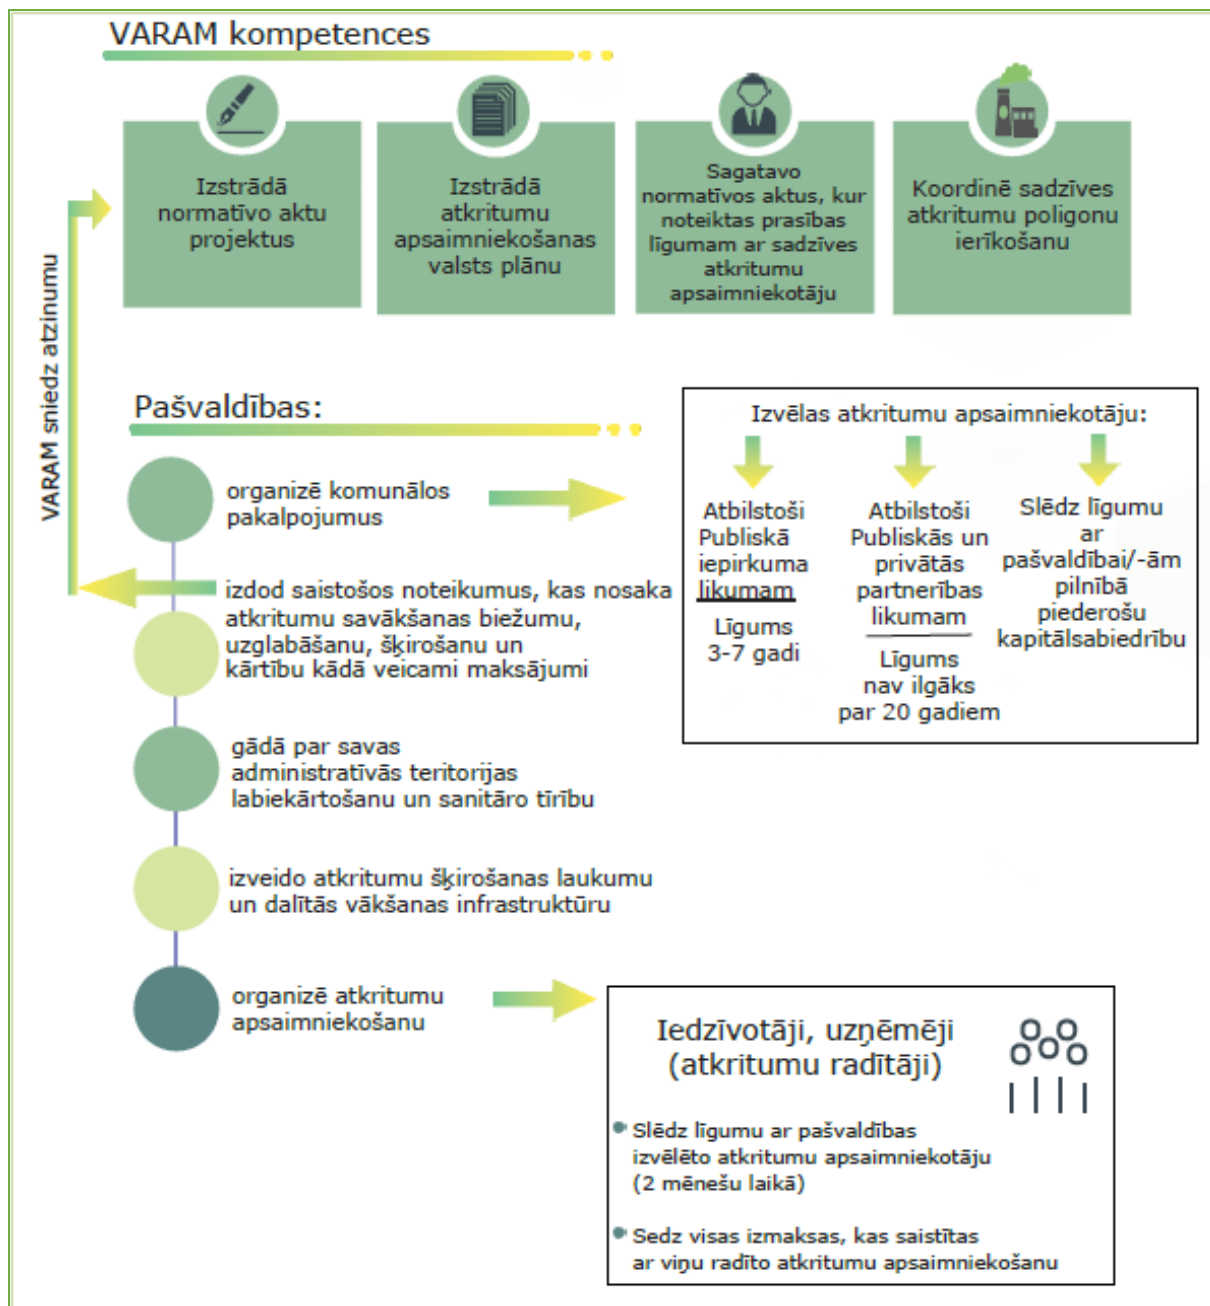 VARAM kompetences
Izstrādā
normatīvo aktu
projektus
Izstrādā
atkritumu
apsaimniekošanas
valsts plānu
Sagatavo
normatīvos aktus, kur
noteiktas prasības
līgumam ar sadzīves
atkritumu
apsaimniekotāju
Koordinē sadzīves
atkritumu poligonu
ierīkošanu
VARAM sniedz atzinumu
Pašvaldības:
organizē komunālos
pakalpojumus
izdod saistošos noteikumus, kas nosaka
atkritumu savākšanas biežumu,
uzglabāšanu, šķirošanu un
kārtību kādā veicami maksājumi
gādā par savas
administratīvās teritorijas
labiekārtošanu un sanitāro tīrību
izveido atkritumu šķirošanas laukumu
un dalītās vākšanas infrastruktūru
organizē atkritumu
apsaimniekošanu
Izvēlas atkritumu apsaimniekotāju:
Atbilstoši
Publiskā
iepirkuma
likumam
Līgums
3-7 gadi
Atbilstoši
Publiskās un
privātās
partnerības
likumam
Līgums
nav ilgāks
par 20 gadiem
Slēdz līgumu
ar
pašvaldībai/-ām
pilnībā
piederošu
kapitālsabiedrību
Iedzīvotāji, uzņēmēji
(atkritumu radītāji)
Slēdz līgumu ar pašvaldības
izvēlēto atkritumu apsaimniekotāju
(2 mēnešu laikā)
Sedz visas izmaksas, kas saistītas
ar viņu radīto atkritumu apsaimniekošanu